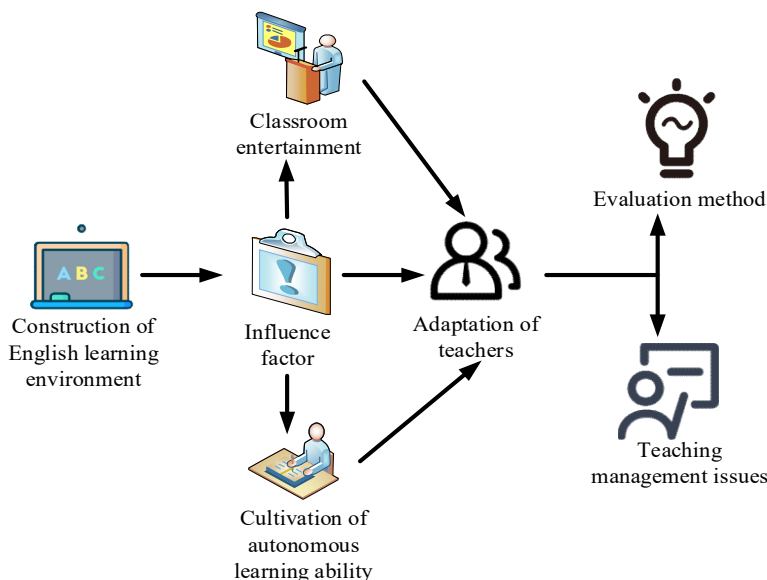 Classroom
entertainment
Evaluation method
A B C
Construction of
English learning
environment
Influence
factor
Adaptation of
teachers
Teaching
management issues
Cultivation of
autonomous
learning ability